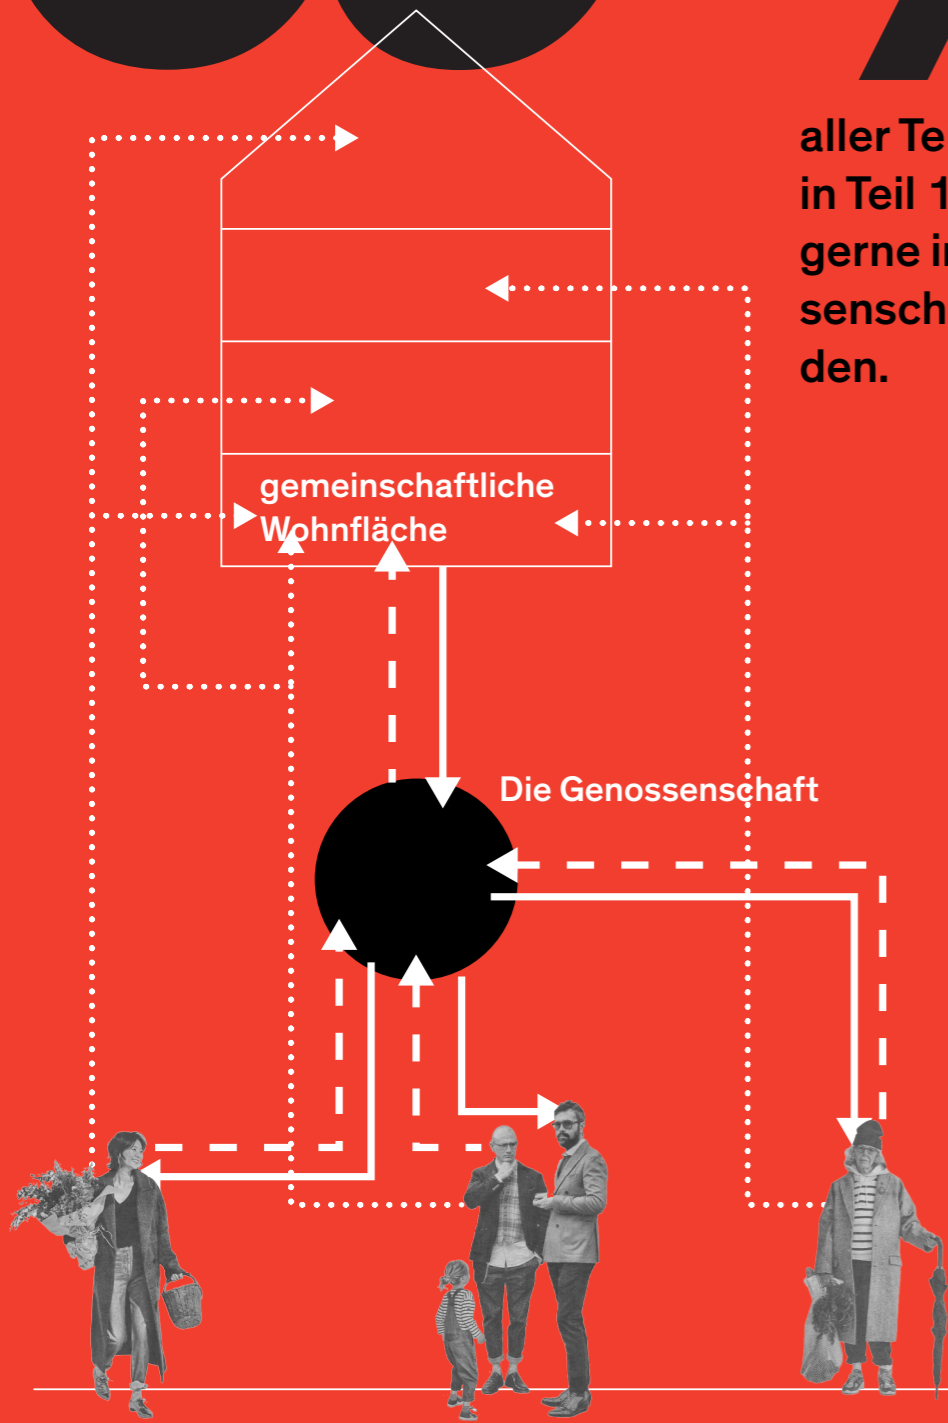 aller Te
in Teil 1
gerne i
sensch
den.
gemeinschaftliche
Wohnfläche
Die Genossenschaft